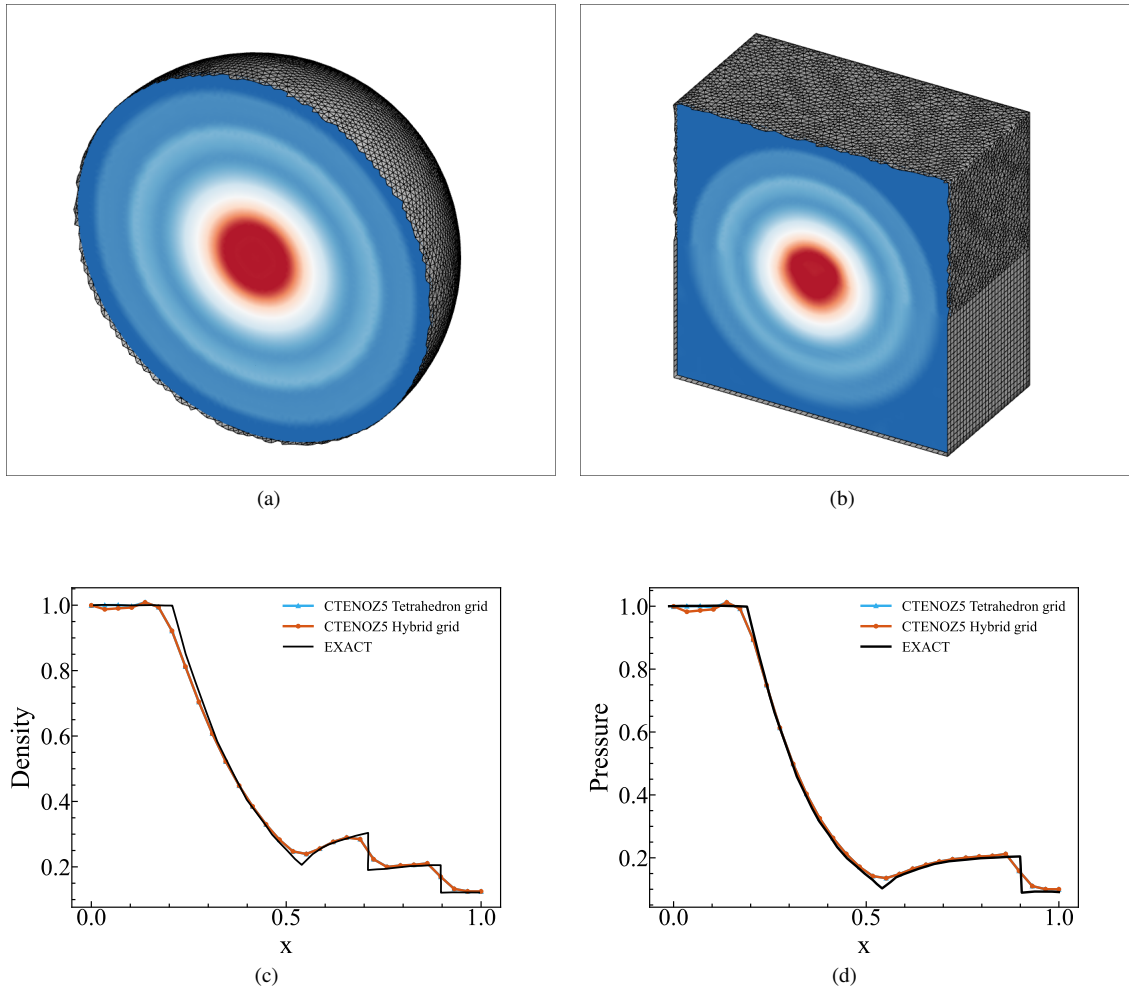 (a)
(b)
1.0
0.8
0.6
0.4
0.2
Density
CTENOZ5 Tetrahedron grid
CTENOZ5 Hybrid grid
EXACT
0.0
0.5
1.0
x
(c)
1.0
0.8
0.6
0.4
0.2
Pressure
CTENOZ5 Tetrahedron grid
CTENOZ5 Hybrid grid
EXACT
0.0
0.5
1.0
x
(d)